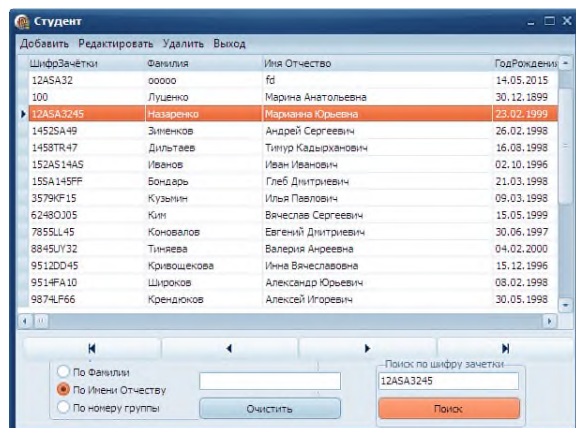 Студент
Добавить Редактировать Удалить Выход
ШифрЗачётки Фамилия Имя Отчество ГодРождения
12ASA32 ооооо fd 14.05.2015
100 Луценко Марина Анатольевна 30.12.1899
12ASA3245 Назаренко Марианна Юрьевна 23.02.1999
1452SA49 Зименков Андрей Сергеевич 26.02.1998
1458TR47 Дильтаев Тимур Кадырханович 16.08.1998
152AS14AS Иванов Иван Иванович 02.10.1996
15SA145FF Бондарь Глеб Дмитриевич 21.03.1998
3579KF15 Кузьмин Илья Павлович 09.03.1998
6248OJ05 Ким Вячеслав Сергеевич 15.05.1999
7855LL45 Коновалов Евгений Дмитриевич 30.06.1997
8845UY32 Тиняева Валерия Анреевна 04.02.2000
9512DD45 Кривощекова Инна Вячеславовна 15.12.1996
9514FA10 Широков Александр Юрьевич 08.02.1998
9874LF66 Крендюков Алексей Игоревич 30.05.1998
По Фамилии
По Имени Отчеству
По номеру группы
Очистить
Поиск по шифру зачетки
12ASA3245
Поиск